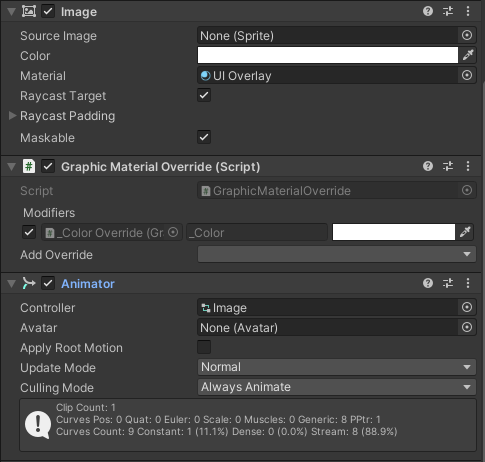 Image
Source Image None (Sprite)
Color
Material UI Overlay
Raycast Target
Raycast Padding
Maskable
# Graphic Material Override (Script)
Script # GraphicMaterialOverride
Modifiers
# _Color Override (Gr _Color
Add Override
Animator
Controller Image
Avatar None (Avatar)
Apply Root Motion
Update Mode Normal
Culling Mode Always Animate
Clip Count: 1
Curves Pos: 0 Quat: 0 Euler: 0 Scale: 0 Muscles: 0 Generic: 8 PPtr: 1
Curves Count: 9 Constant: 1 (11.1%) Dense: 0 (0.0%) Stream: 8 (88.9%)